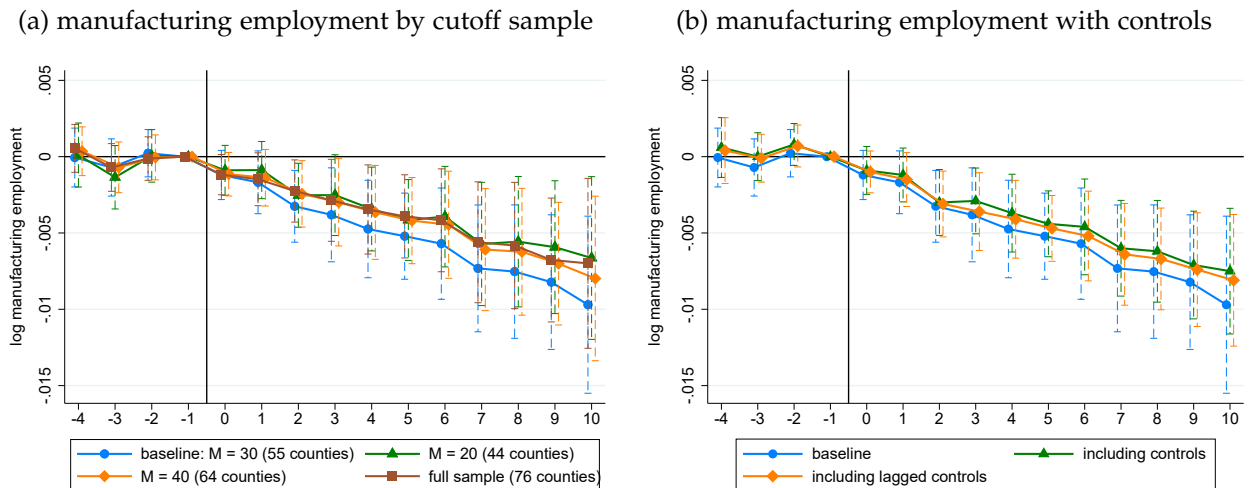 (a) manufacturing employment by cutoff sample
.005
0
-.005
-.01
-.015
log manufacturing employment
-4 -3 -2 -1 0 1 2 3 4 5 6 7 8 9 10
baseline: M = 30 (55 counties) M = 20 (44 counties)
M = 40 (64 counties) full sample (76 counties)
(b) manufacturing employment with controls
.005
0
-.005
-.01
-.015
log manufacturing employment
-4 -3 -2 -1 0 1 2 3 4 5 6 7 8 9 10
baseline including controls
including lagged controls